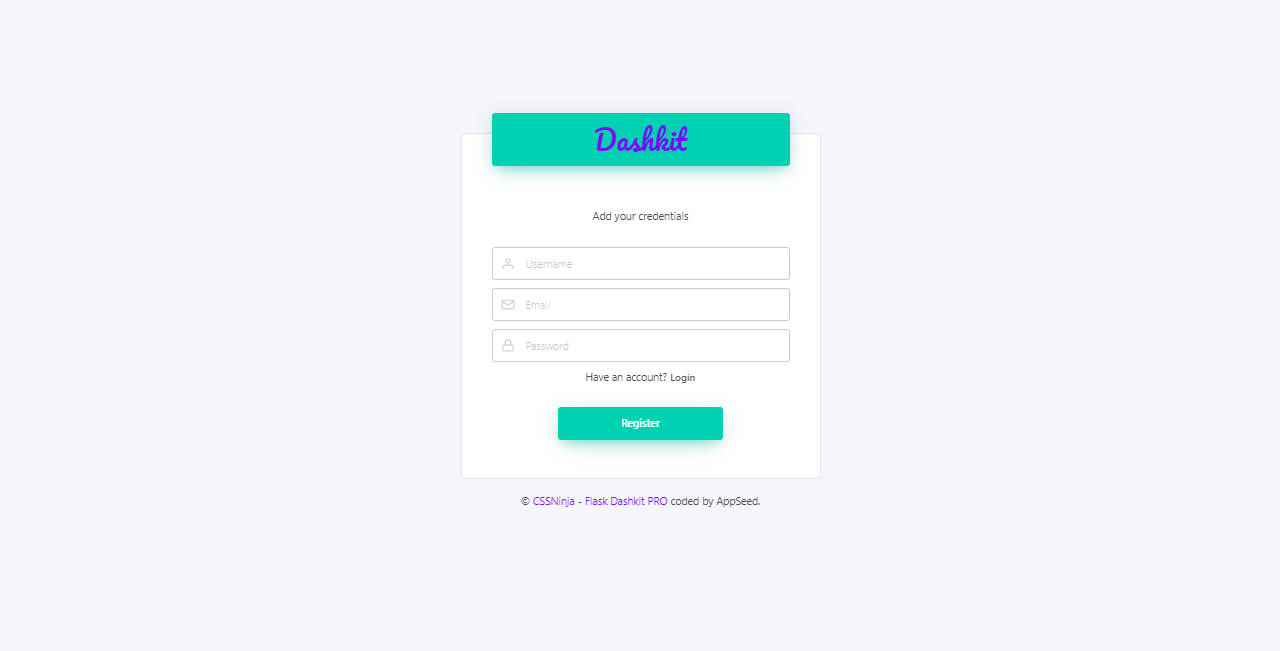 Dashkit
Add your credentials
Username
Email
Password
Have an account? Login
Register
© CSSNinja - Flask Dashkit PRO coded by AppSeed.